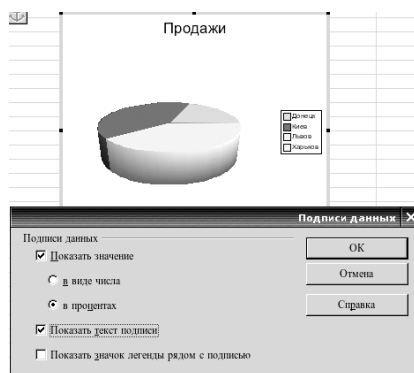 Продажи
Донецк
Киев
Львов
Харьков
Подписи данных
Подписи данных
Показать значение
в виде числа
в процентах
Показать текст подписи
Показать значок легенды рядом с подписью
OK
Отмена
Справка